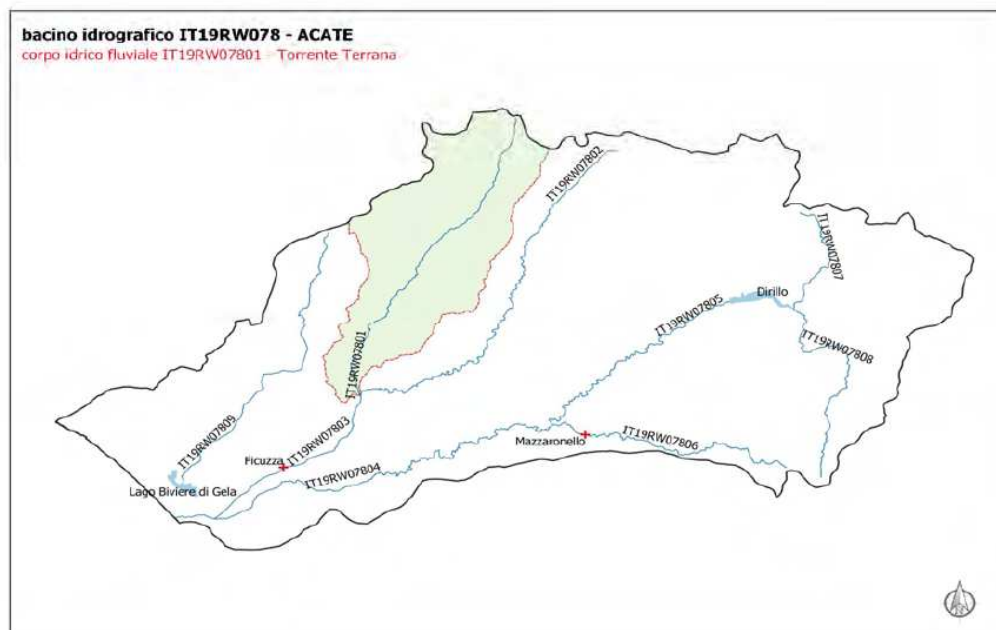 bacino idrografico IT19RW078 - ACATE
corpo idrico fluviale IT19RW07801 - Torrente Terrana
IT19RW07802
IT19RW07807
Dirillo
IT19RW07805
IT19RW07808
IT19RW07801
IT19RW07809
IT19RW07803
Mazzaronello
IT19RW07806
Ficuzza
IT19RW07804
Lago Biviere di Gela